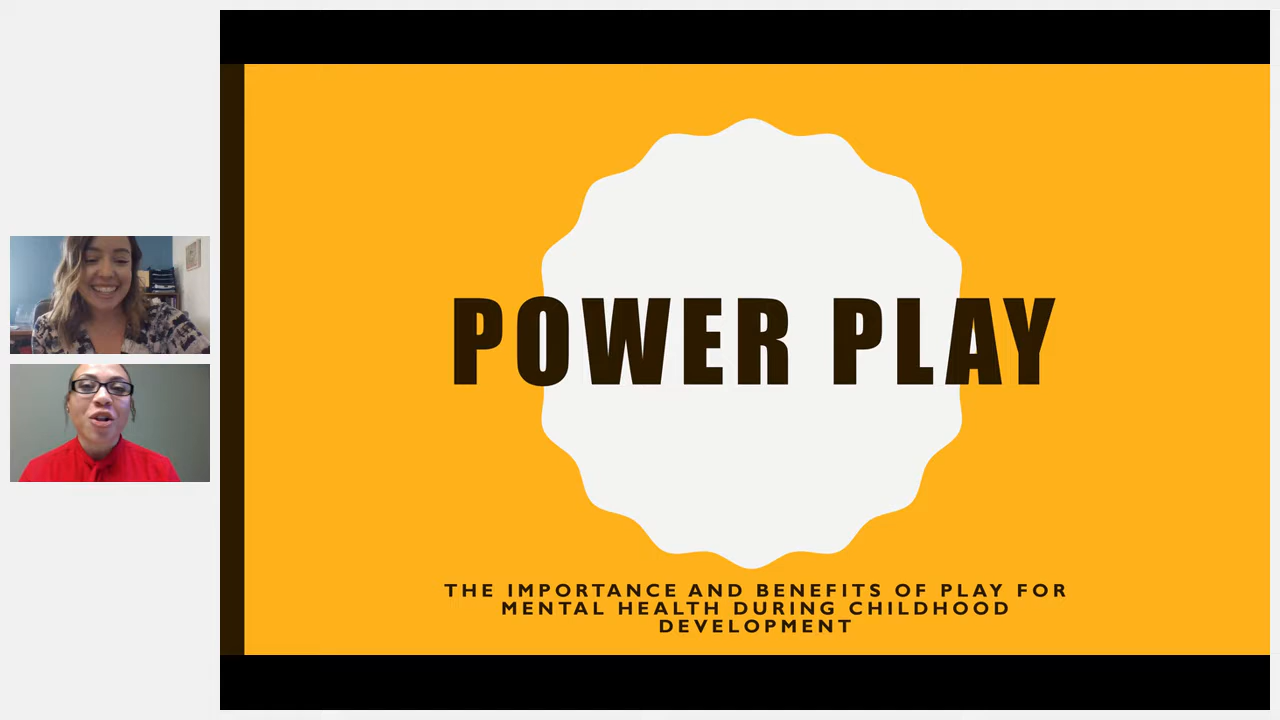 POWER PLAY
THE IMPORTANCE AND BENEFITS OF PLAY FOR
MENTAL HEALTH DURING CHILDHOOD
DEVELOPMENT